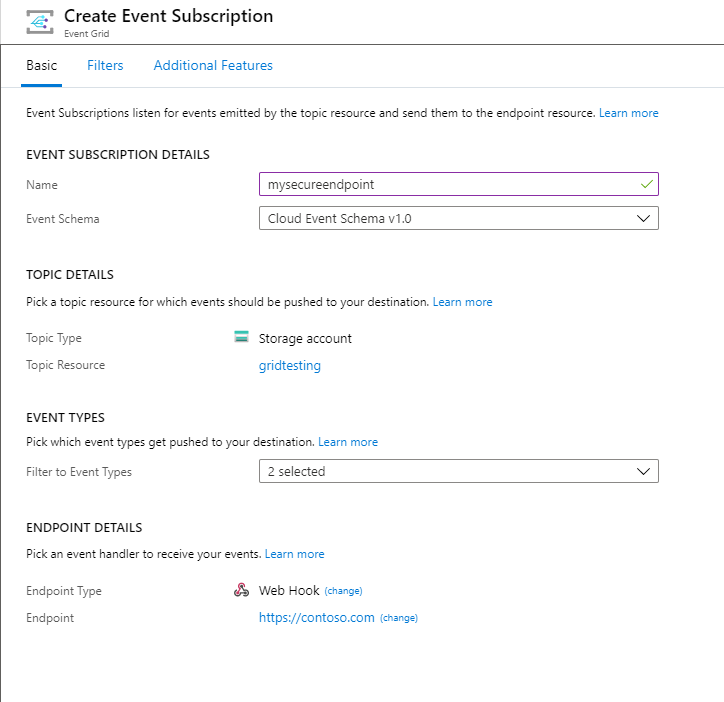 Create Event Subscription
Event Grid
Basic Filters Additional Features
Event Subscriptions listen for events emitted by the topic resource and send them to the endpoint resource. Learn more
EVENT SUBSCRIPTION DETAILS
Name mysecureendpoint
Event Schema Cloud Event Schema v1.0
TOPIC DETAILS
Pick a topic resource for which events should be pushed to your destination. Learn more
Topic Type Storage account
Topic Resource gridtesting
EVENT TYPES
Pick which event types get pushed to your destination. Learn more
Filter to Event Types 2 selected
ENDPOINT DETAILS
Pick an event handler to receive your events. Learn more
Endpoint Type Web Hook (change)
Endpoint https://contoso.com (change)